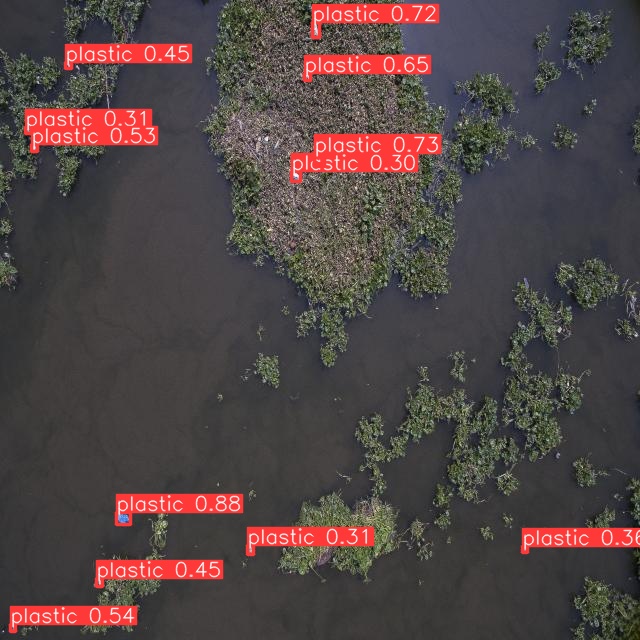 plastic 0.72
plastic 0.45
plastic 0.65
plastic 0.31
plastic 0.53
plastic 0.73
plastic 0.30
plastic 0.88
plastic 0.31
plastic 0.36
plastic 0.45
plastic 0.54